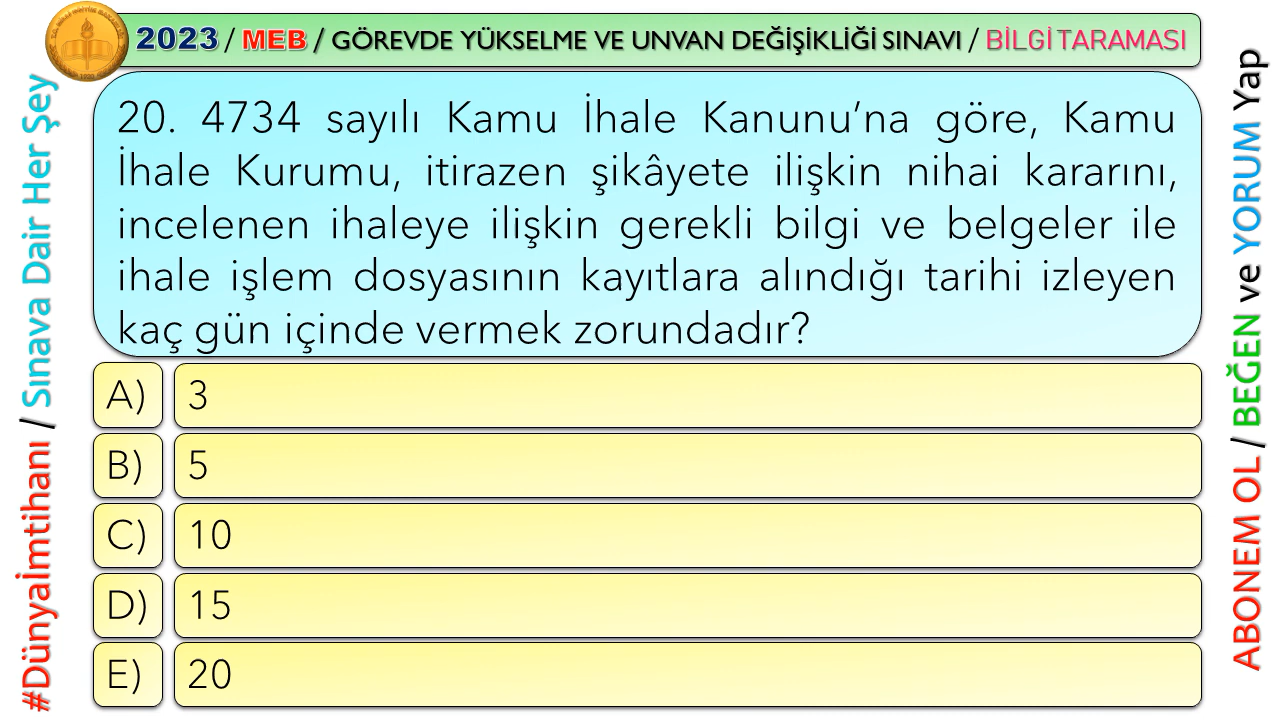 2023 / MEB / GÖREVDE YÜKSELME VE UNVAN DEĞİŞİKLİĞİ SINAVI / BİLGİ TARAMASI
20. 4734 sayılı Kamu İhale Kanunu’na göre, Kamu
İhale Kurumu, itirazen şikâyete ilişkin nihai kararını,
incelenen ihaleye ilişkin gerekli bilgi ve belgeler ile
ihale işlem dosyasının kayıtlara alındığı tarihi izleyen
kaç gün içinde vermek zorundadır?
A) 3
B) 5
C) 10
D) 15
E) 20
#Dünyaİmtihanı / Sınava Dair Her Şey
ABONEM OL / BEĞEN ve YORUM Yap